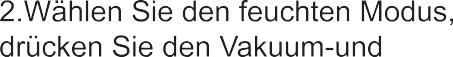 2.Wählen Sie den feuchten Modus,
drücken Sie den Vakuum-und